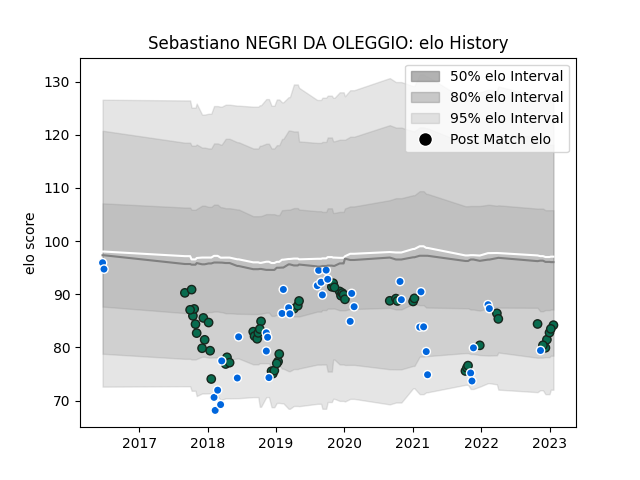 Sebastiano NEGRI DA OLEGGIO: elo History
50% elo Interval
80% elo Interval
95% elo Interval
Post Match elo
elo score
130
120
110
100
90
80
70
2017
2018
2019
2020
2021
2022
2023